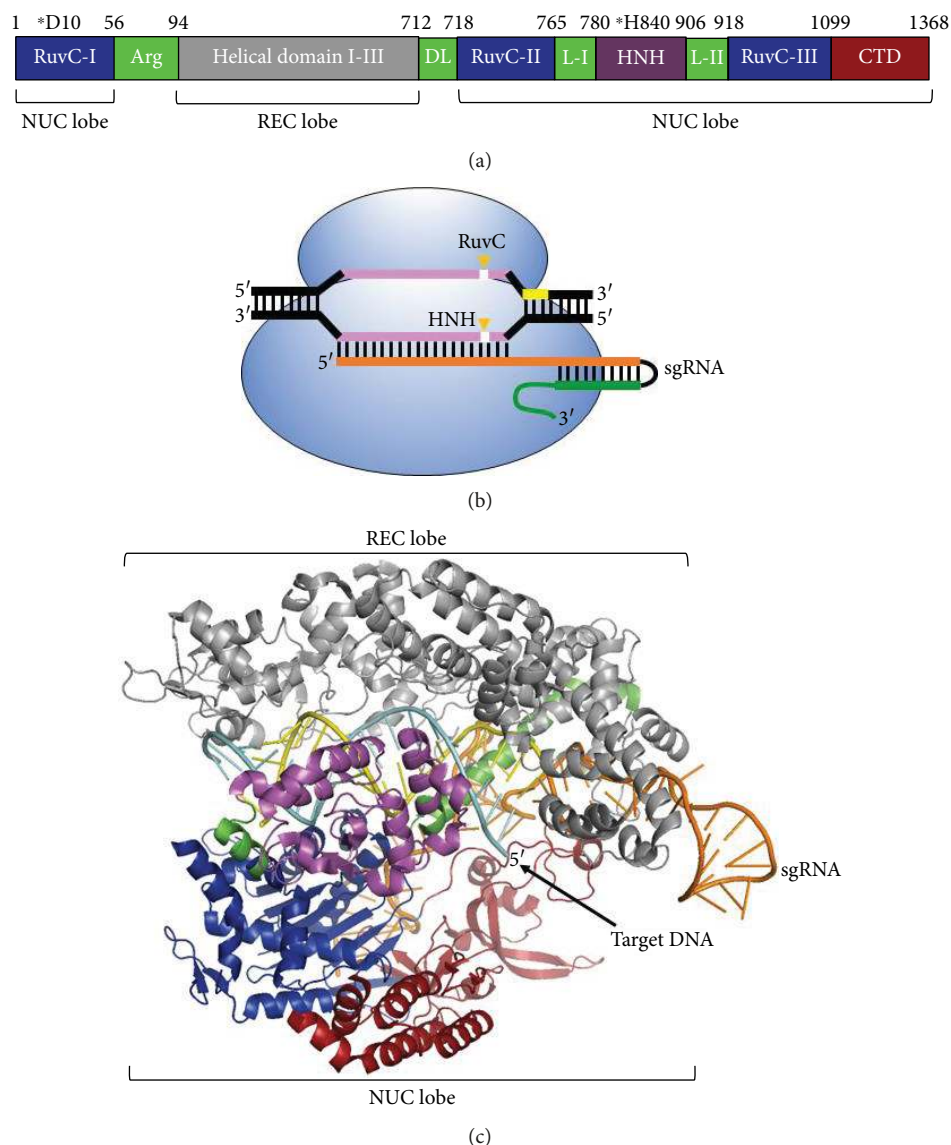 1 *D10 56 94 712 718 765 780 *H840 906 918 1099 1368
RuvC-I Arg Helical domain I-III DL RuvC-II L-I HNH L-II RuvC-III CTD
NUC lobe REC lobe NUC lobe
(a)
RuvC
5′ 3′
3′ HNH 5′
5′ sgRNA
3′
(b)
REC lobe
5′
sgRNA
Target DNA
NUC lobe
(c)